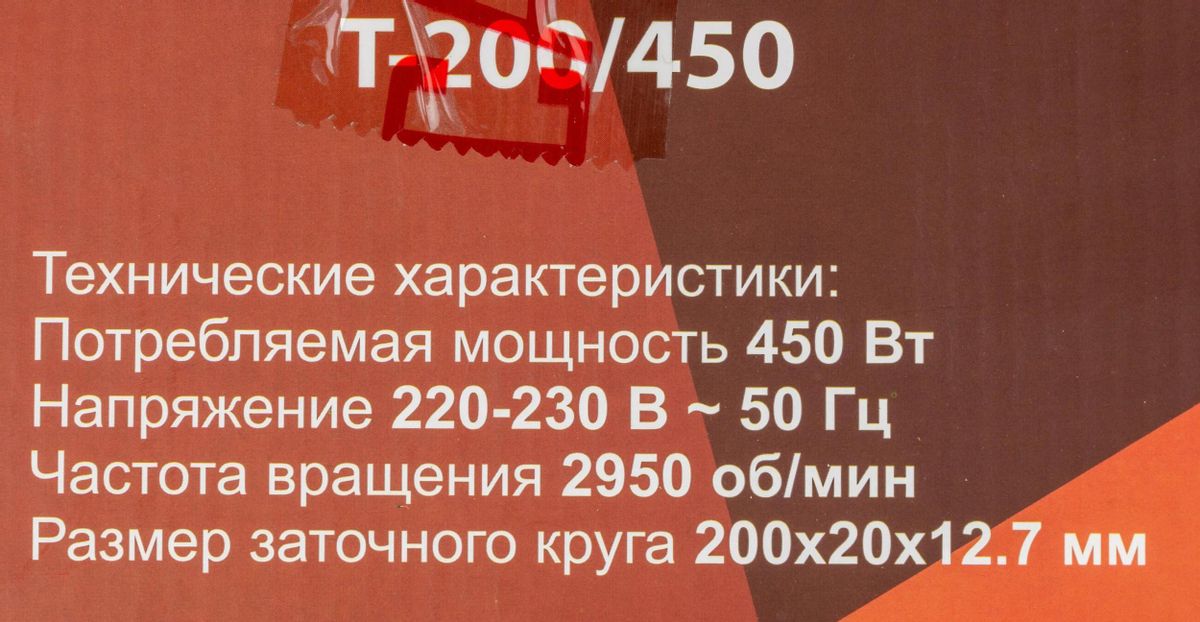 Т-200/450
Технические характеристики:
Потребляемая мощность 450 Вт
Напряжение 220-230 В ~ 50 Гц
Частота вращения 2950 об/мин
Размер заточного круга 200x20x12.7 мм